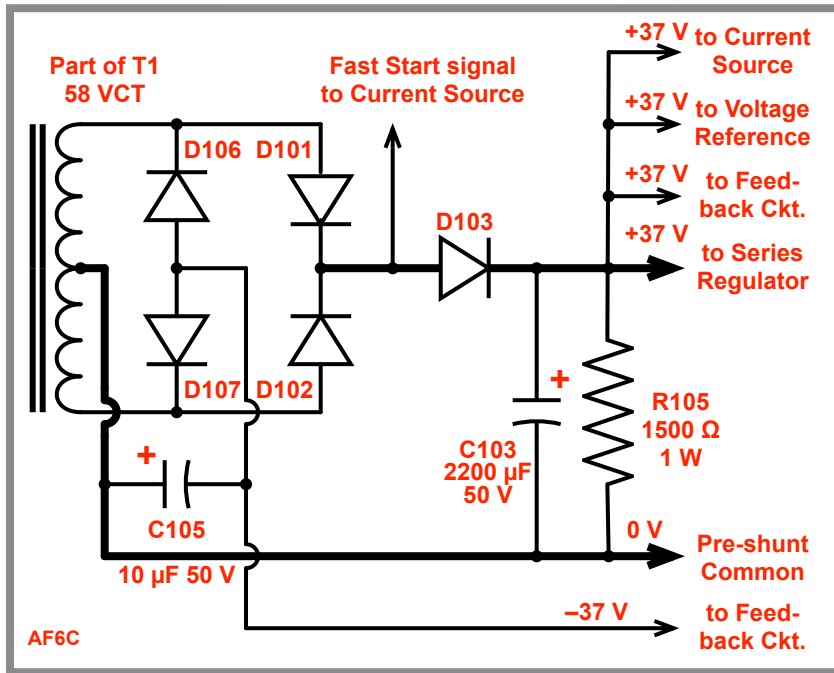 Part of T1
58 VCT
Fast Start signal
to Current Source
+37 V
to Current
Source
+37 V
to Voltage
Reference
+37 V
to Feed-
back Ckt.
+37 V
to Series
Regulator
D106
D101
D103
D107
D102
+
C105
10 µF 50 V
+
C103
2200 µF
50 V
R105
1500 Ω
1 W
0 V
Pre-shunt
Common
–37 V
to Feed-
back Ckt.
AF6C